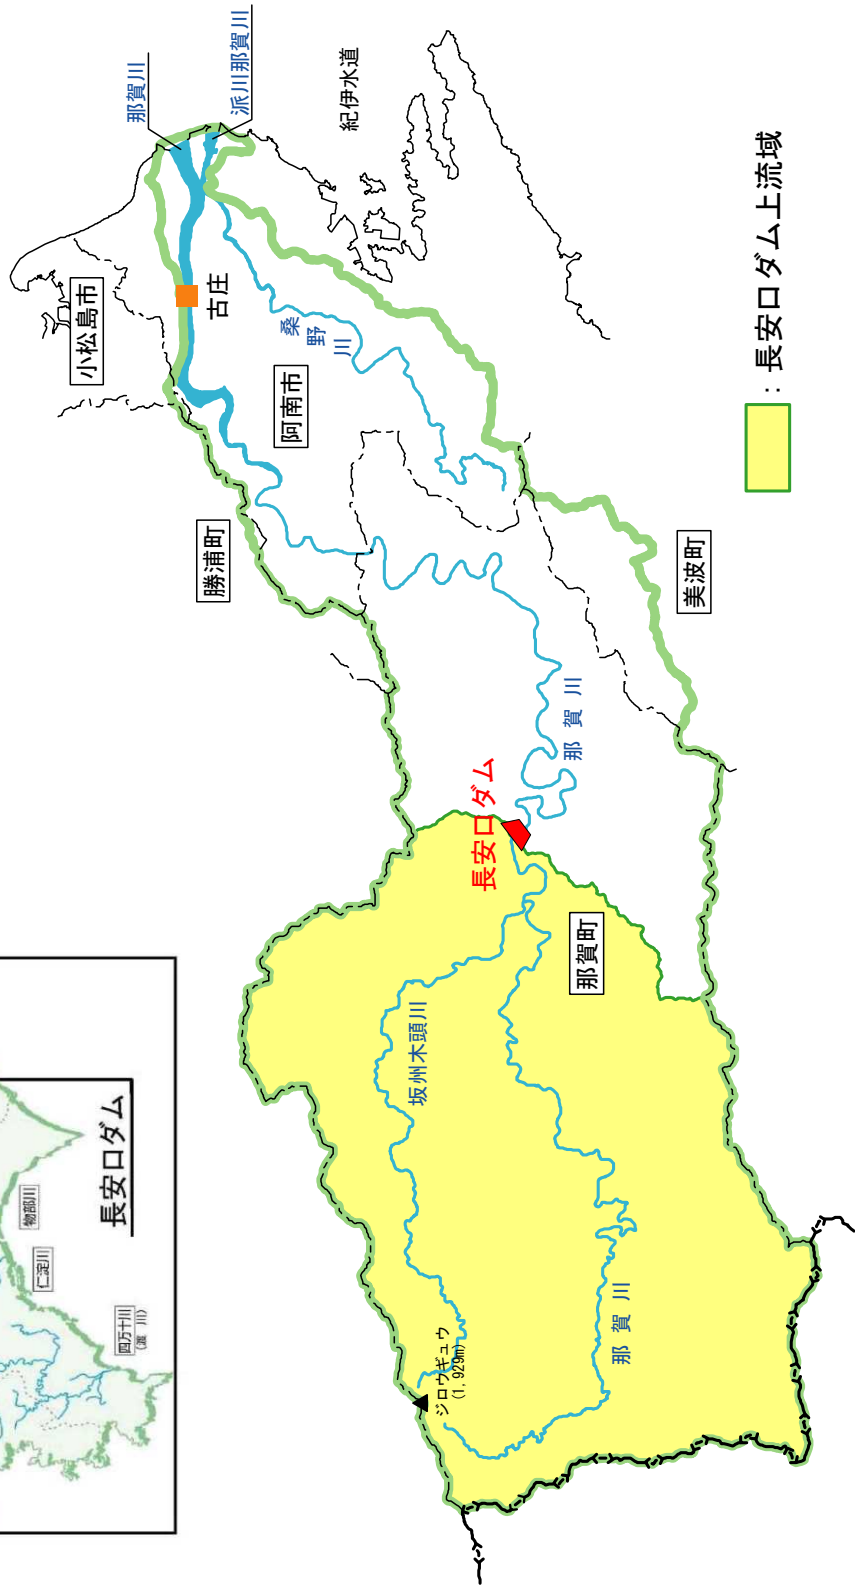 那賀川
派川那賀川
紀伊水道
小松島市
古庄
桑野川
阿南市
勝浦町
美波町
那賀川
長安口ダム
：長安口ダム上流域
那賀町
坂州木頭川
那賀川
ジロウギュウ
(1,929m)
長安口ダム
物部川
仁淀川
四万十川
(渡川)